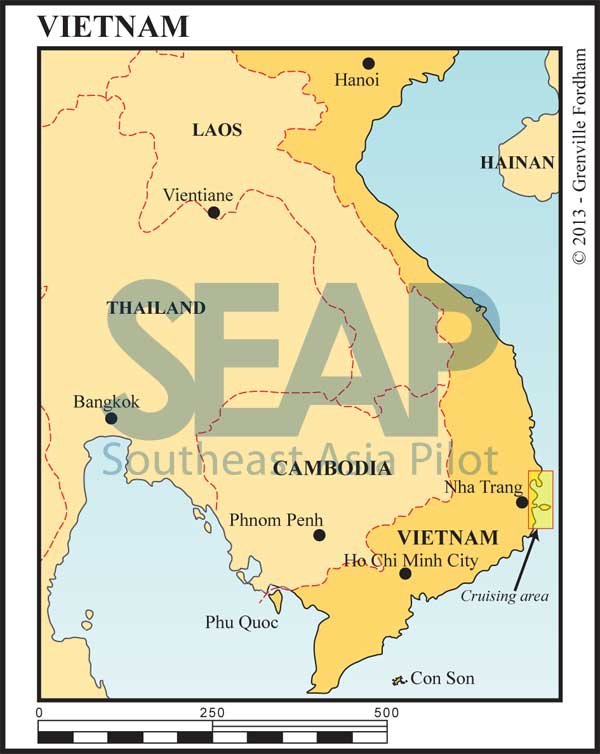 VIETNAM
Hanoi
LAOS
HAINAN
© 2013 - Grenville Fordham
Vientiane
THAILAND
SEAP
Southeast Asia Pilot
Bangkok
CAMBODIA
Nha Trang
Phnom Penh
VIETNAM
Ho Chi Minh City
Cruising area
Phu Quoc
Con Son
0 250 500